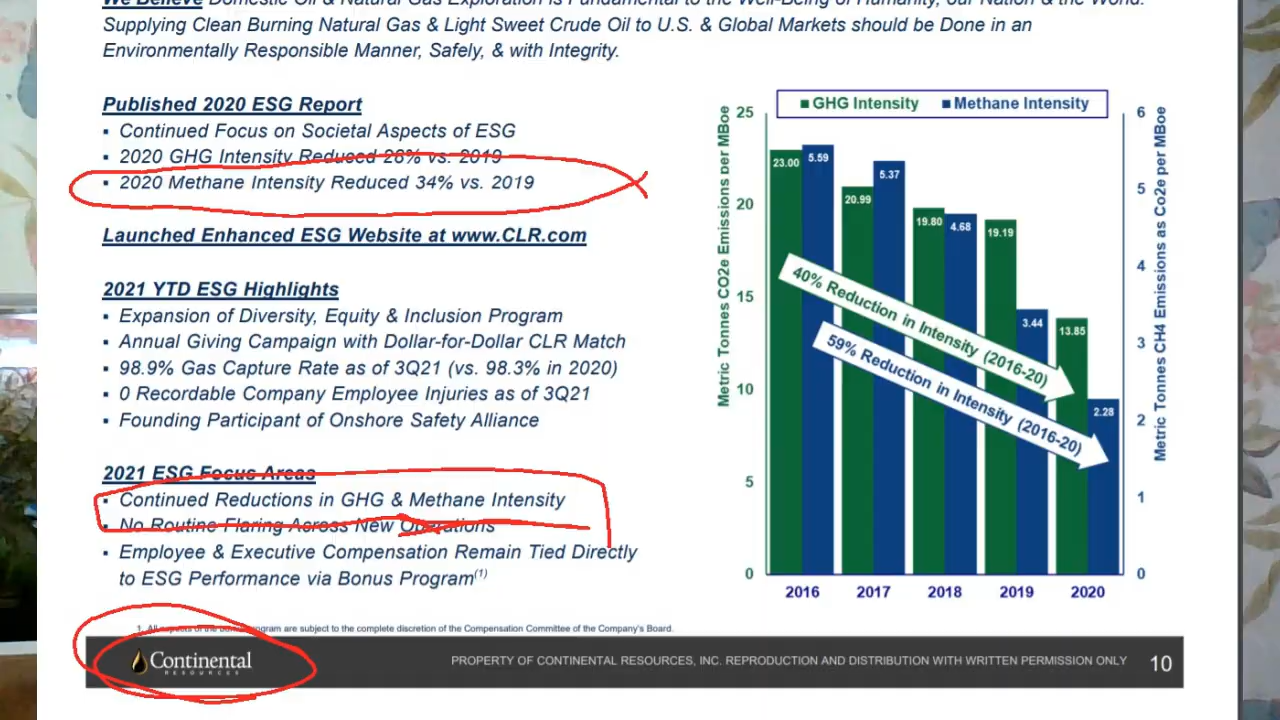 We Believe Domestic Oil & Natural Gas Exploration is Fundamental to the Well-Being of Humanity, our Nation & the World.
Supplying Clean Burning Natural Gas & Light Sweet Crude Oil to U.S. & Global Markets should be Done in an
Environmentally Responsible Manner, Safely, & with Integrity.
Published 2020 ESG Report
▪ Continued Focus on Societal Aspects of ESG
▪ 2020 GHG Intensity Reduced 28% vs. 2019
▪ 2020 Methane Intensity Reduced 34% vs. 2019
Launched Enhanced ESG Website at www.CLR.com
2021 YTD ESG Highlights
▪ Expansion of Diversity, Equity & Inclusion Program
▪ Annual Giving Campaign with Dollar-for-Dollar CLR Match
▪ 98.9% Gas Capture Rate as of 3Q21 (vs. 98.3% in 2020)
▪ 0 Recordable Company Employee Injuries as of 3Q21
▪ Founding Participant of Onshore Safety Alliance
2021 ESG Focus Areas
▪ Continued Reductions in GHG & Methane Intensity
▪ No Routine Flaring Across New Operations
▪ Employee & Executive Compensation Remain Tied Directly
to ESG Performance via Bonus Program(1)
GHG Intensity Methane Intensity
Metric Tonnes CO2e Emissions per MBoe
25
20
15
10
5
0
23.00
5.59
20.99
5.37
19.80
4.68
19.19
3.44
13.85
2.28
40% Reduction in Intensity (2016-20)
59% Reduction in Intensity (2016-20)
6
5
4
3
2
1
0
Metric Tonnes CH4 Emissions as Co2e per MBoe
2016 2017 2018 2019 2020
1. All aspects of the bonus program are subject to the complete discretion of the Compensation Committee of the Company's Board.
Continental
RESOURCES
PROPERTY OF CONTINENTAL RESOURCES, INC. REPRODUCTION AND DISTRIBUTION WITH WRITTEN PERMISSION ONLY
10